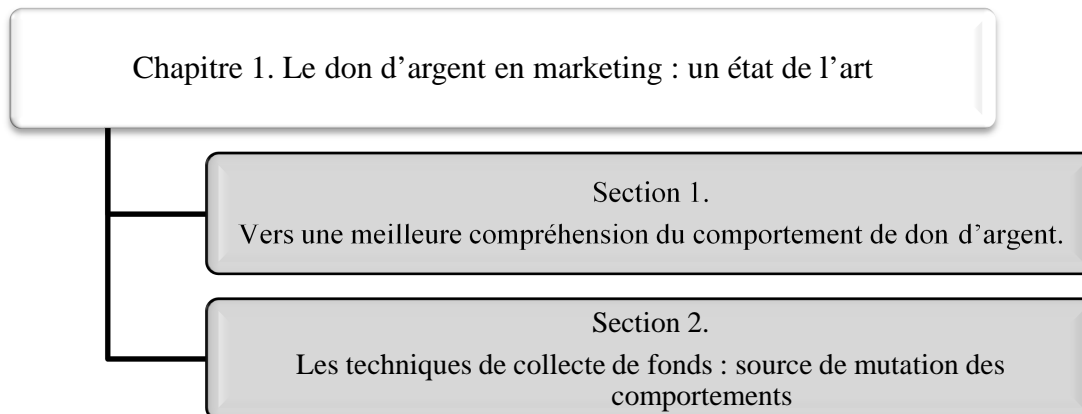 Chapitre 1. Le don d’argent en marketing : un état de l’art
Section 1.
Vers une meilleure compréhension du comportement de don d’argent.
Section 2.
Les techniques de collecte de fonds : source de mutation des
comportements